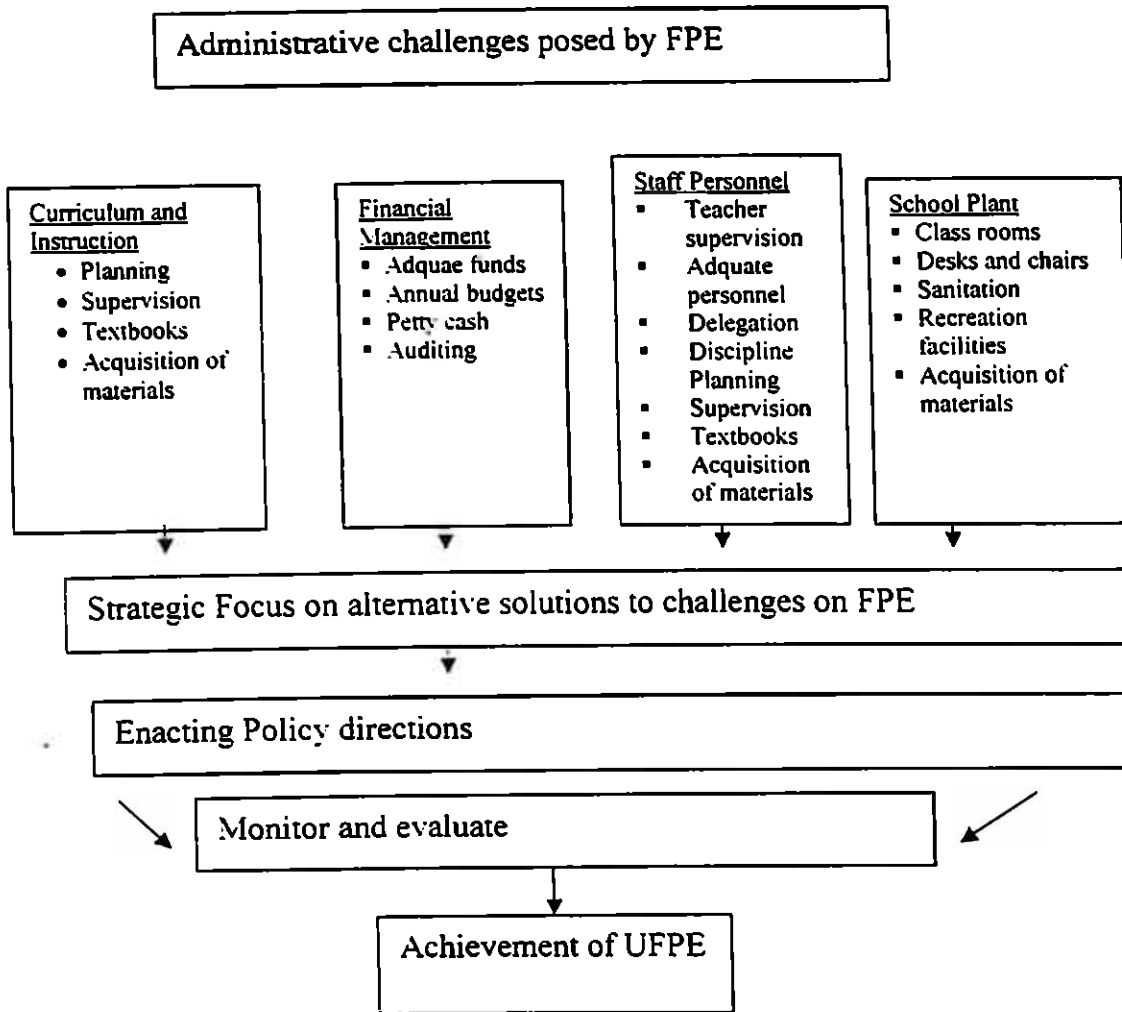 Administrative challenges posed by FPE
Curriculum and
Instruction
• Planning
• Supervision
• Textbooks
• Acquisition of
materials
Financial
Management
▪ Adquae funds
▪ Annual budgets
▪ Petty cash
▪ Auditing
Staff Personnel
▪ Teacher
supervision
▪ Adquate
personnel
▪ Delegation
▪ Discipline
Planning
▪ Supervision
▪ Textbooks
▪ Acquisition
of materials
School Plant
▪ Class rooms
▪ Desks and chairs
▪ Sanitation
▪ Recreation
facilities
▪ Acquisition of
materials
Strategic Focus on alternative solutions to challenges on FPE
Enacting Policy directions
Monitor and evaluate
Achievement of UFPE